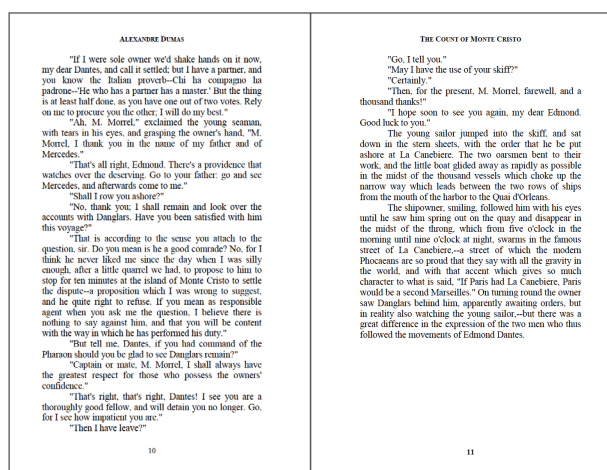 ALEXANDRE DUMAS
"If I were sole owner we'd shake hands on it now,
my dear Dantes, and call it settled; but I have a partner, and
you know the Italian proverb--Chi ha compagno ha
padrone--'He who has a partner has a master.' But the thing
is at least half done, as you have one out of two votes. Rely
on me to procure you the other; I will do my best."
"Ah, M. Morrel," exclaimed the young seaman,
with tears in his eyes, and grasping the owner's hand, "M.
Morrel, I thank you in the name of my father and of
Mercedes."
"That's all right, Edmond. There's a providence that
watches over the deserving. Go to your father: go and see
Mercedes, and afterwards come to me."
"Shall I row you ashore?"
"No, thank you; I shall remain and look over the
accounts with Danglars. Have you been satisfied with him
this voyage?"
"That is according to the sense you attach to the
question, sir. Do you mean is he a good comrade? No, for I
think he never liked me since the day when I was silly
enough, after a little quarrel we had, to propose to him to
stop for ten minutes at the island of Monte Cristo to settle
the dispute--a proposition which I was wrong to suggest,
and he quite right to refuse. If you mean as responsible
agent when you ask me the question, I believe there is
nothing to say against him, and that you will be content
with the way in which he has performed his duty."
"But tell me, Dantes, if you had command of the
Pharaon should you be glad to see Danglars remain?"
"Captain or mate, M. Morrel, I shall always have
the greatest respect for those who possess the owners'
confidence."
"That's right, that's right, Dantes! I see you are a
thoroughly good fellow, and will detain you no longer. Go,
for I see how impatient you are."
"Then I have leave?"
10
THE COUNT OF MONTE CRISTO
"Go, I tell you."
"May I have the use of your skiff?"
"Certainly."
"Then, for the present, M. Morrel, farewell, and a
thousand thanks!"
"I hope soon to see you again, my dear Edmond.
Good luck to you."
The young sailor jumped into the skiff, and sat
down in the stern sheets, with the order that he be put
ashore at La Canebiere. The two oarsmen bent to their
work, and the little boat glided away as rapidly as possible
in the midst of the thousand vessels which choke up the
narrow way which leads between the two rows of ships
from the mouth of the harbor to the Quai d'Orleans.
The shipowner, smiling, followed him with his eyes
until he saw him spring out on the quay and disappear in
the midst of the throng, which from five o'clock in the
morning until nine o'clock at night, swarms in the famous
street of La Canebiere,--a street of which the modern
Phocaeans are so proud that they say with all the gravity in
the world, and with that accent which gives so much
character to what is said, "If Paris had La Canebiere, Paris
would be a second Marseilles." On turning round the owner
saw Danglars behind him, apparently awaiting orders, but
in reality also watching the young sailor,--but there was a
great difference in the expression of the two men who thus
followed the movements of Edmond Dantes.
11